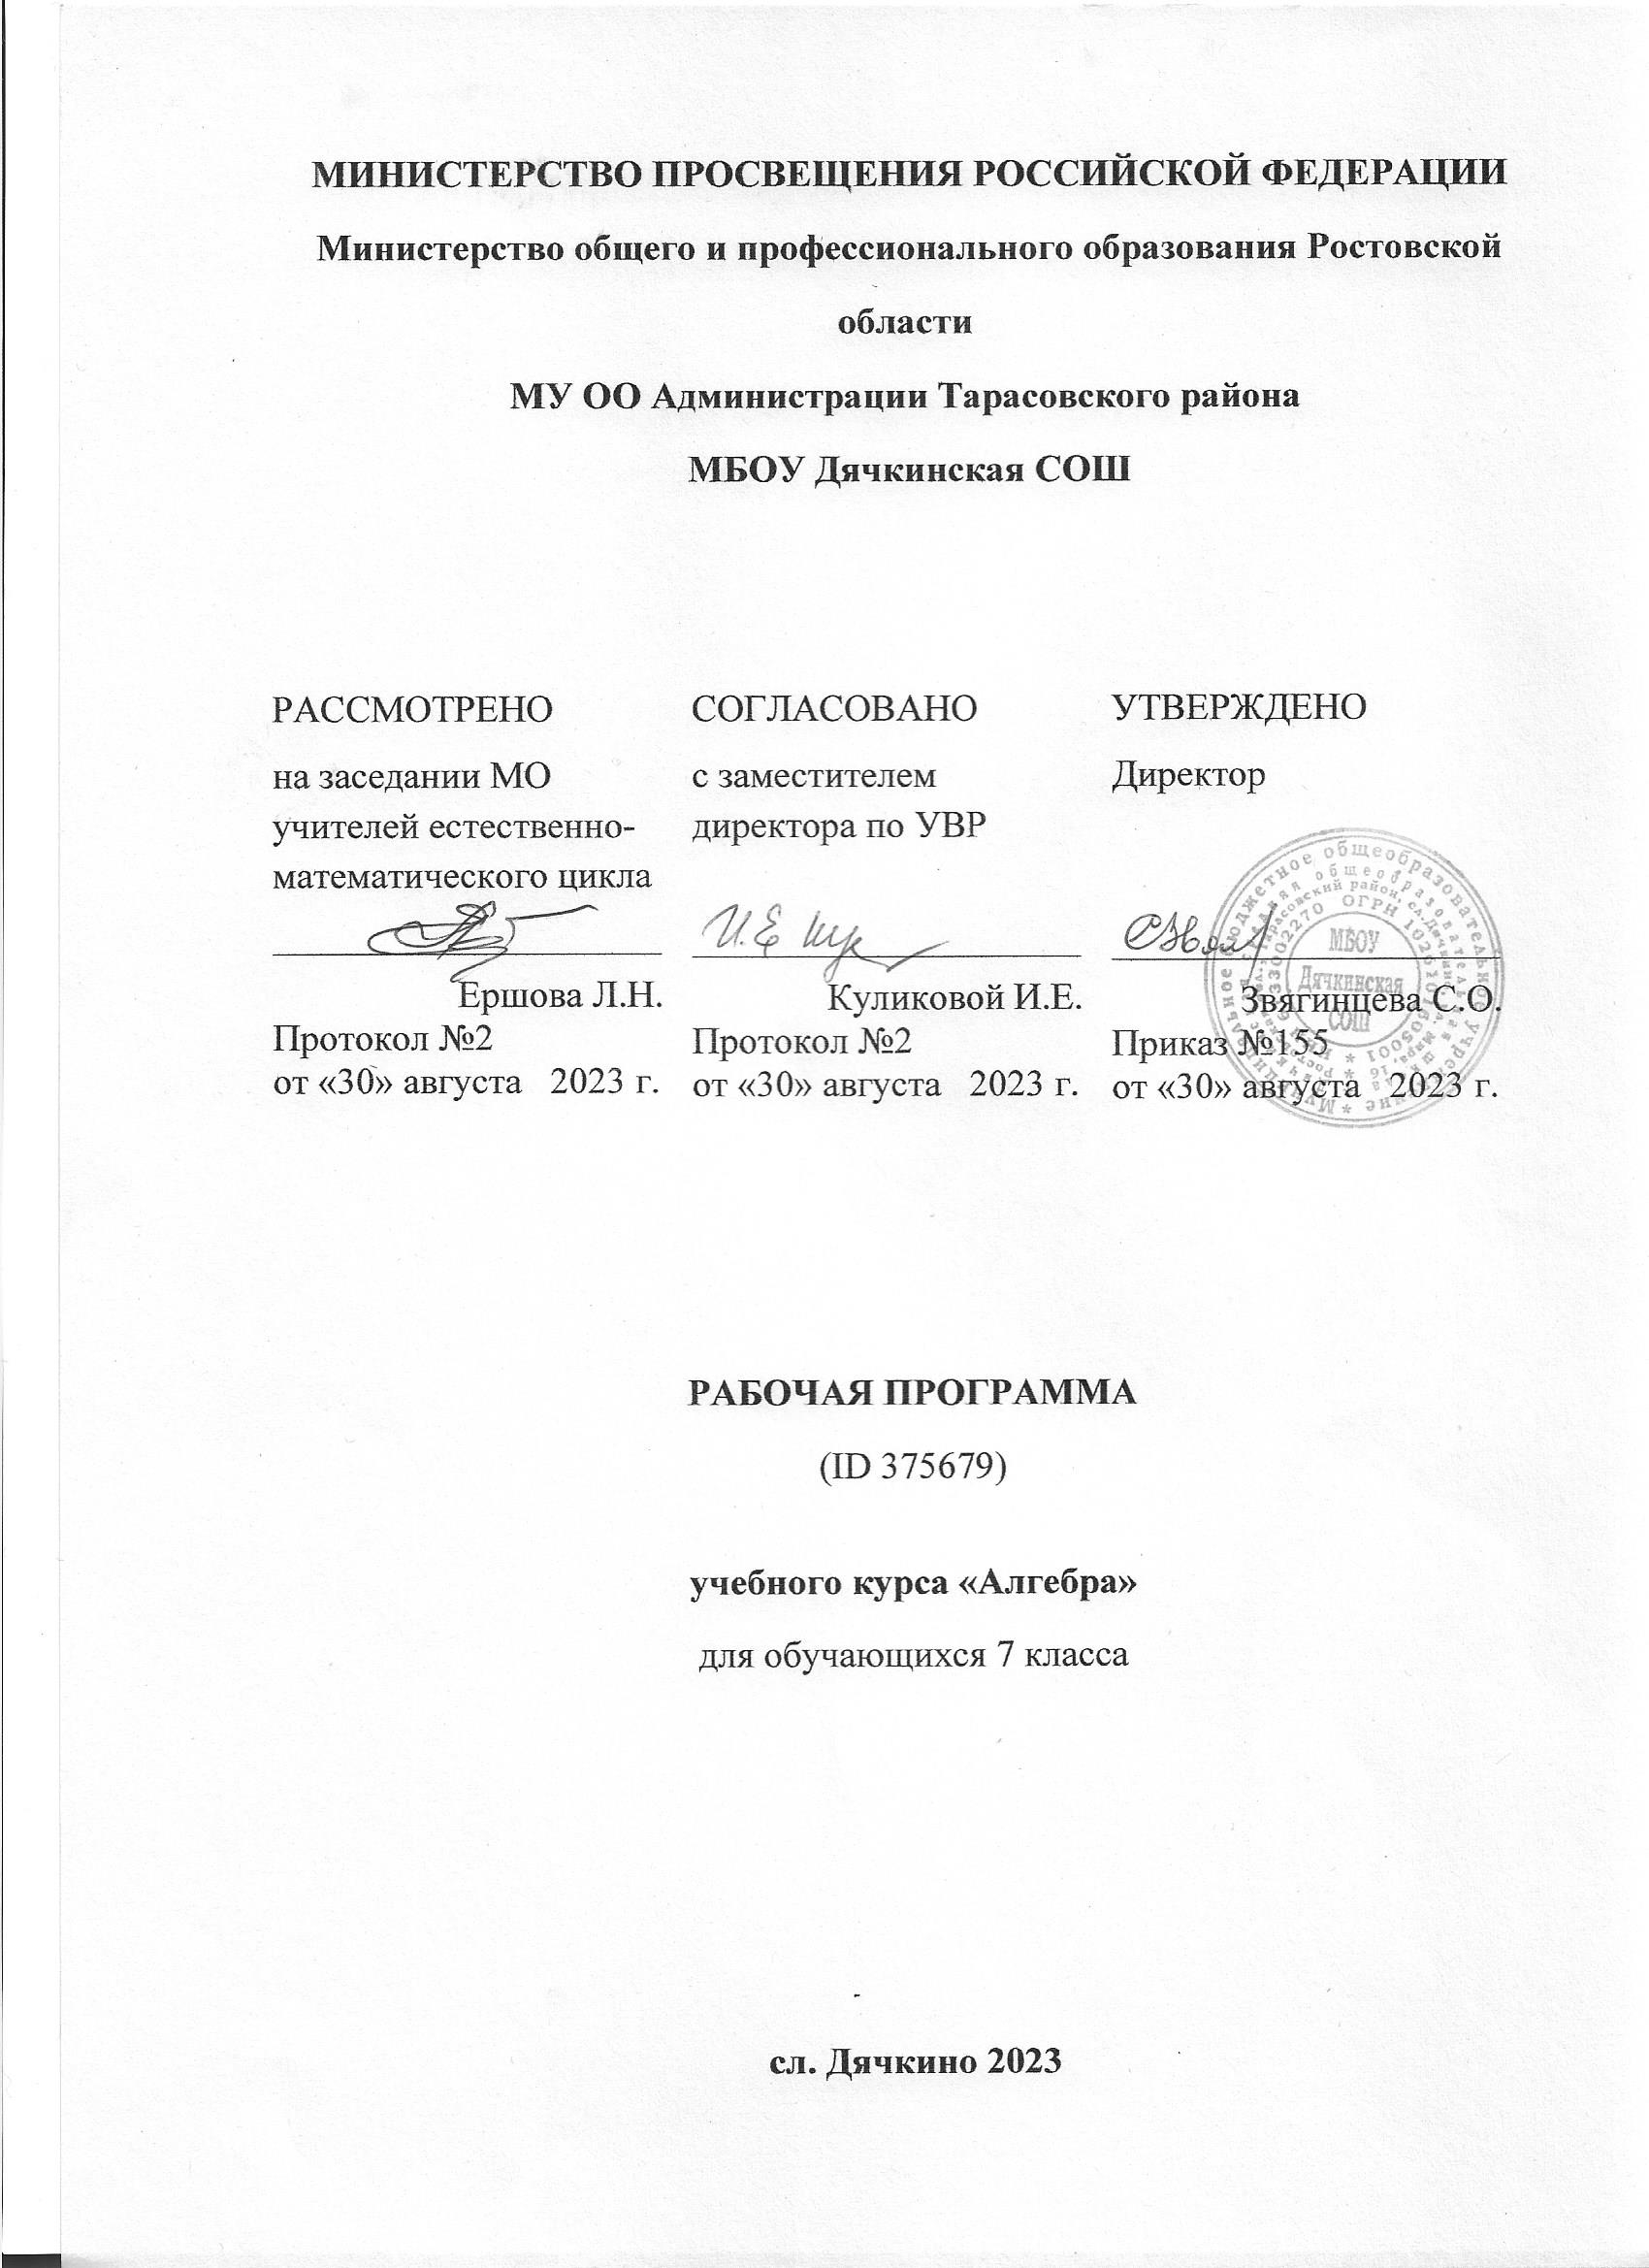 МИНИСТЕРСТВО ПРОСВЕЩЕНИЯ РОССИЙСКОЙ ФЕДЕРАЦИИ
Министерство общего и профессионального образования Ростовской
области
МУ ОО Администрации Тарасовского района
МБОУ Дячкинская СОШ
РАССМОТРЕНО
на заседании МО
учителей естественно-
математического цикла
Ершова Л.Н.
Протокол №2
от «30» августа 2023 г.
СОГЛАСОВАНО
с заместителем
директора по УВР
Куликовой И.Е.
Протокол №2
от «30» августа 2023 г.
УТВЕРЖДЕНО
Директор
Звягинцева С.О.
Приказ №155
от «30» августа 2023 г.
МБОУ
Дячкинская
СОШ
РАБОЧАЯ ПРОГРАММА
(ID 375679)
учебного курса «Алгебра»
для обучающихся 7 класса
сл. Дячкино 2023